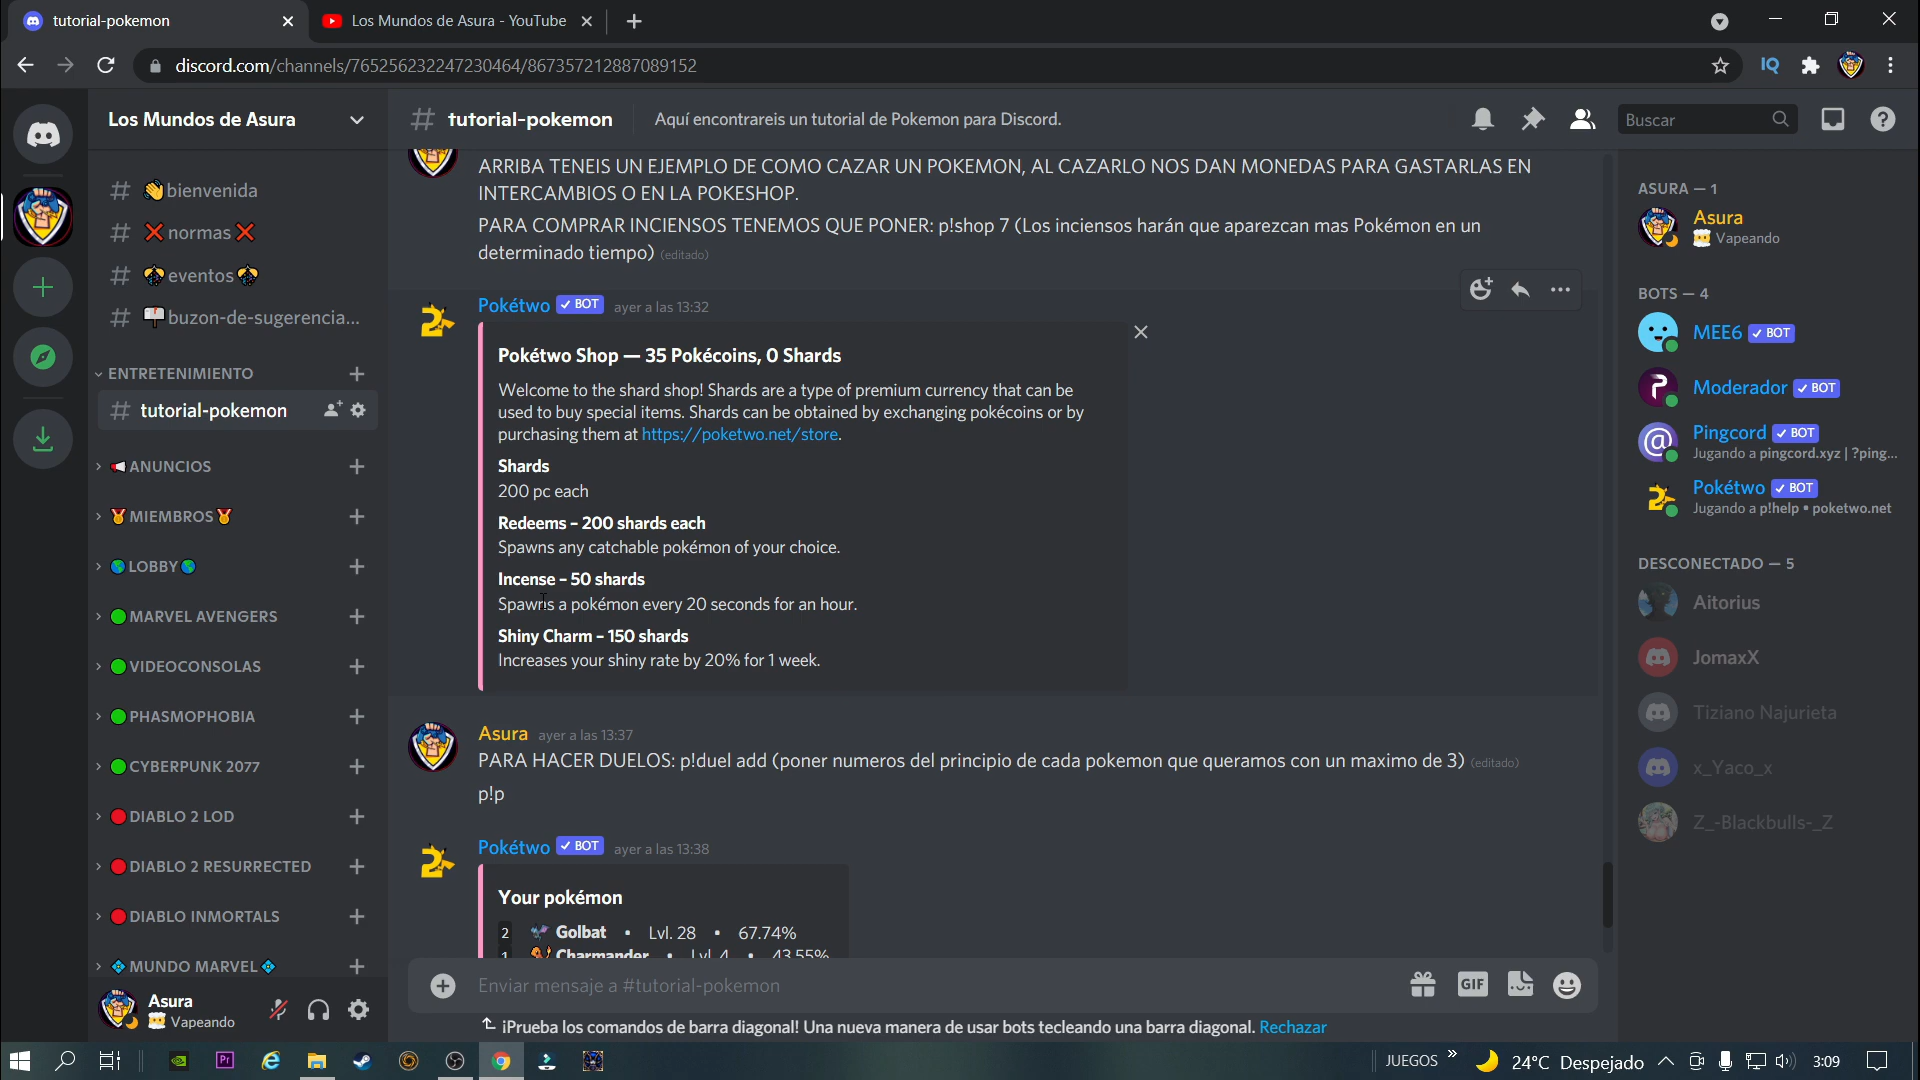 tutorial-pokemon
Los Mundos de Asura - YouTube
discord.com/channels/765256232247230464/867357212887089152
IQ
Los Mundos de Asura
tutorial-pokemon
Aquí encontrareis un tutorial de Pokemon para Discord.
Buscar
bienvenida
normas
eventos
buzon-de-sugerencia...
ENTRETENIMIENTO
tutorial-pokemon
ANUNCIOS
MIEMBROS
LOBBY
MARVEL AVENGERS
VIDEOCONSOLAS
PHASMOPHOBIA
CYBERPUNK 2077
DIABLO 2 LOD
DIABLO 2 RESURRECTED
DIABLO INMORTALS
MUNDO MARVEL
Asura
Vapeando
ARRIBA TENEIS UN EJEMPLO DE COMO CAZAR UN POKEMON, AL CAZARLO NOS DAN MONEDAS PARA GASTARLAS EN
INTERCAMBIOS O EN LA POKESHOP.
PARA COMPRAR INCIENSOS TENEMOS QUE PONER: p!shop 7 (Los inciensos harán que aparezcan mas Pokémon en un
determinado tiempo) (editado)
Pokétwo BOT ayer a las 13:32
Pokétwo Shop — 35 Pokécoins, 0 Shards
Welcome to the shard shop! Shards are a type of premium currency that can be
used to buy special items. Shards can be obtained by exchanging pokécoins or by
purchasing them at https://poketwo.net/store.
Shards
200 pc each
Redeems – 200 shards each
Spawns any catchable pokémon of your choice.
Incense – 50 shards
Spawns a pokémon every 20 seconds for an hour.
Shiny Charm – 150 shards
Increases your shiny rate by 20% for 1 week.
Asura ayer a las 13:37
PARA HACER DUELOS: p!duel add (poner numeros del principio de cada pokemon que queramos con un maximo de 3) (editado)
p!p
Pokétwo BOT ayer a las 13:38
Your pokémon
2 Golbat • Lvl. 28 • 67.74%
1 Charmander • Lvl. 4 • 43.55%
Enviar mensaje a #tutorial-pokemon
GIF
¡Prueba los comandos de barra diagonal! Una nueva manera de usar bots tecleando una barra diagonal. Rechazar
ASURA — 1
Asura
Vapeando
BOTS — 4
MEE6 BOT
Moderador BOT
Pingcord BOT
Jugando a pingcord.xyz | ?ping...
Pokétwo BOT
Jugando a p!help • poketwo.net
DESCONECTADO — 5
Aitorius
JomaxX
Tiziano Najurieta
x_Yaco_x
Z_-Blackbulls-_Z
Pr
JUEGOS
24°C Despejado
3:09